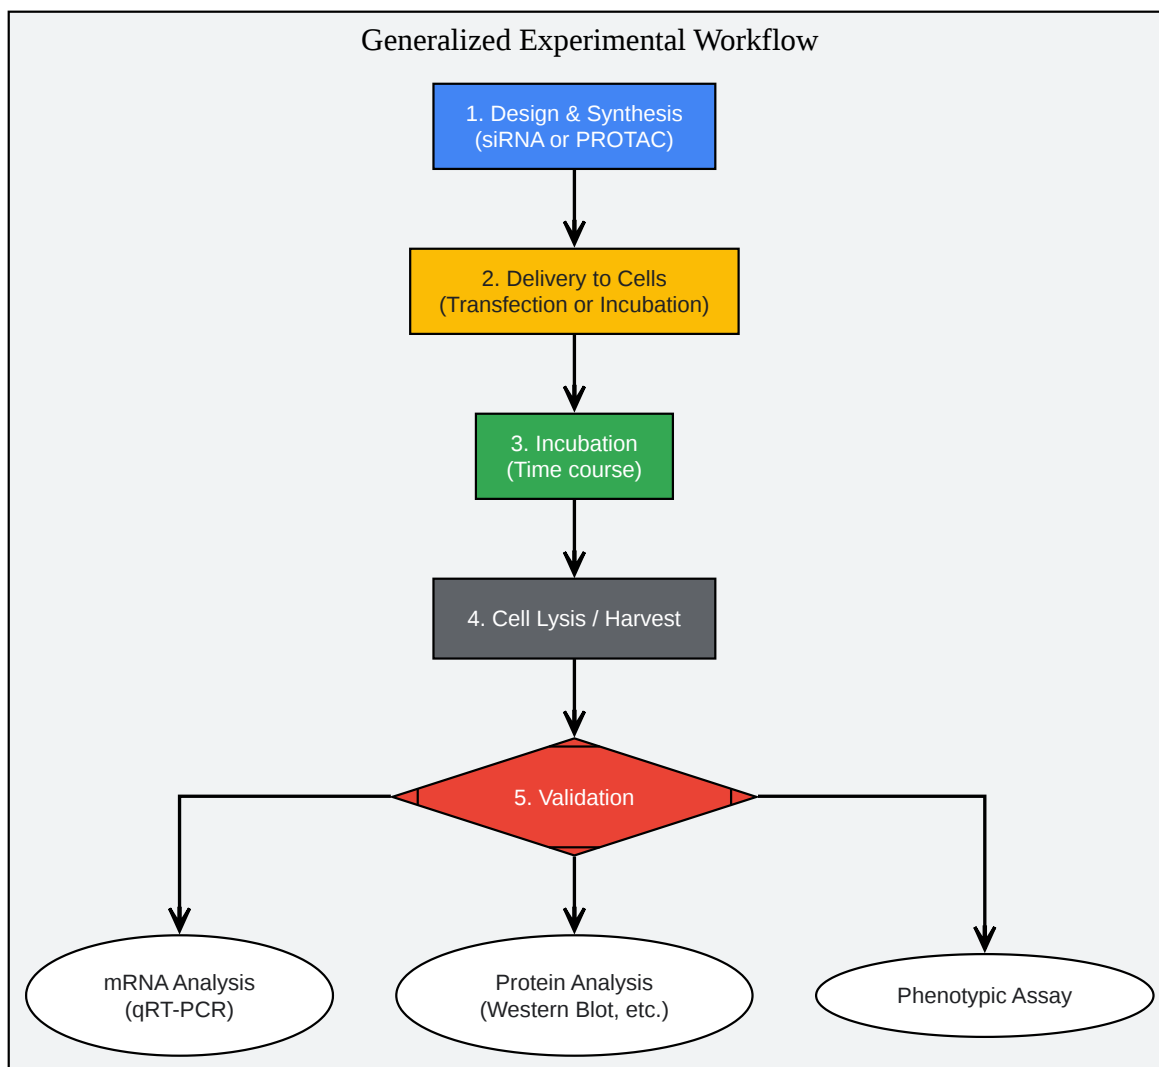 Generalized Experimental Workflow
1. Design & Synthesis
(siRNA or PROTAC)
2. Delivery to Cells
(Transfection or Incubation)
3. Incubation
(Time course)
4. Cell Lysis / Harvest
5. Validation
mRNA Analysis
(qRT-PCR)
Protein Analysis
(Western Blot, etc.)
Phenotypic Assay